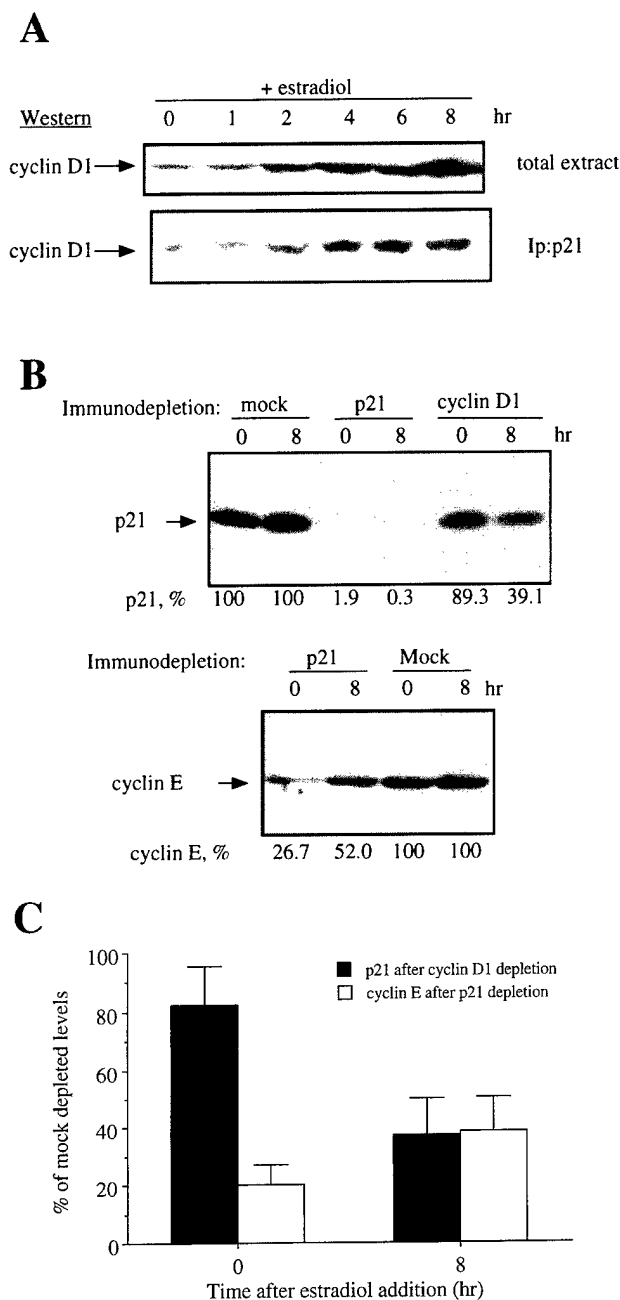 A
+ estradiol
Western 0 1 2 4 6 8 hr
cyclin D1 total extract
cyclin D1 Ip:p21
B
Immunodepletion: mock p21 cyclin D1
0 8 0 8 0 8 hr
p21
p21, % 100 100 1.9 0.3 89.3 39.1
Immunodepletion: p21 Mock
0 8 0 8 hr
cyclin E
cyclin E, % 26.7 52.0 100 100
C
% of mock depleted levels
100
80
60
40
20
0
p21 after cyclin D1 depletion
cyclin E after p21 depletion
0 8
Time after estradiol addition (hr)